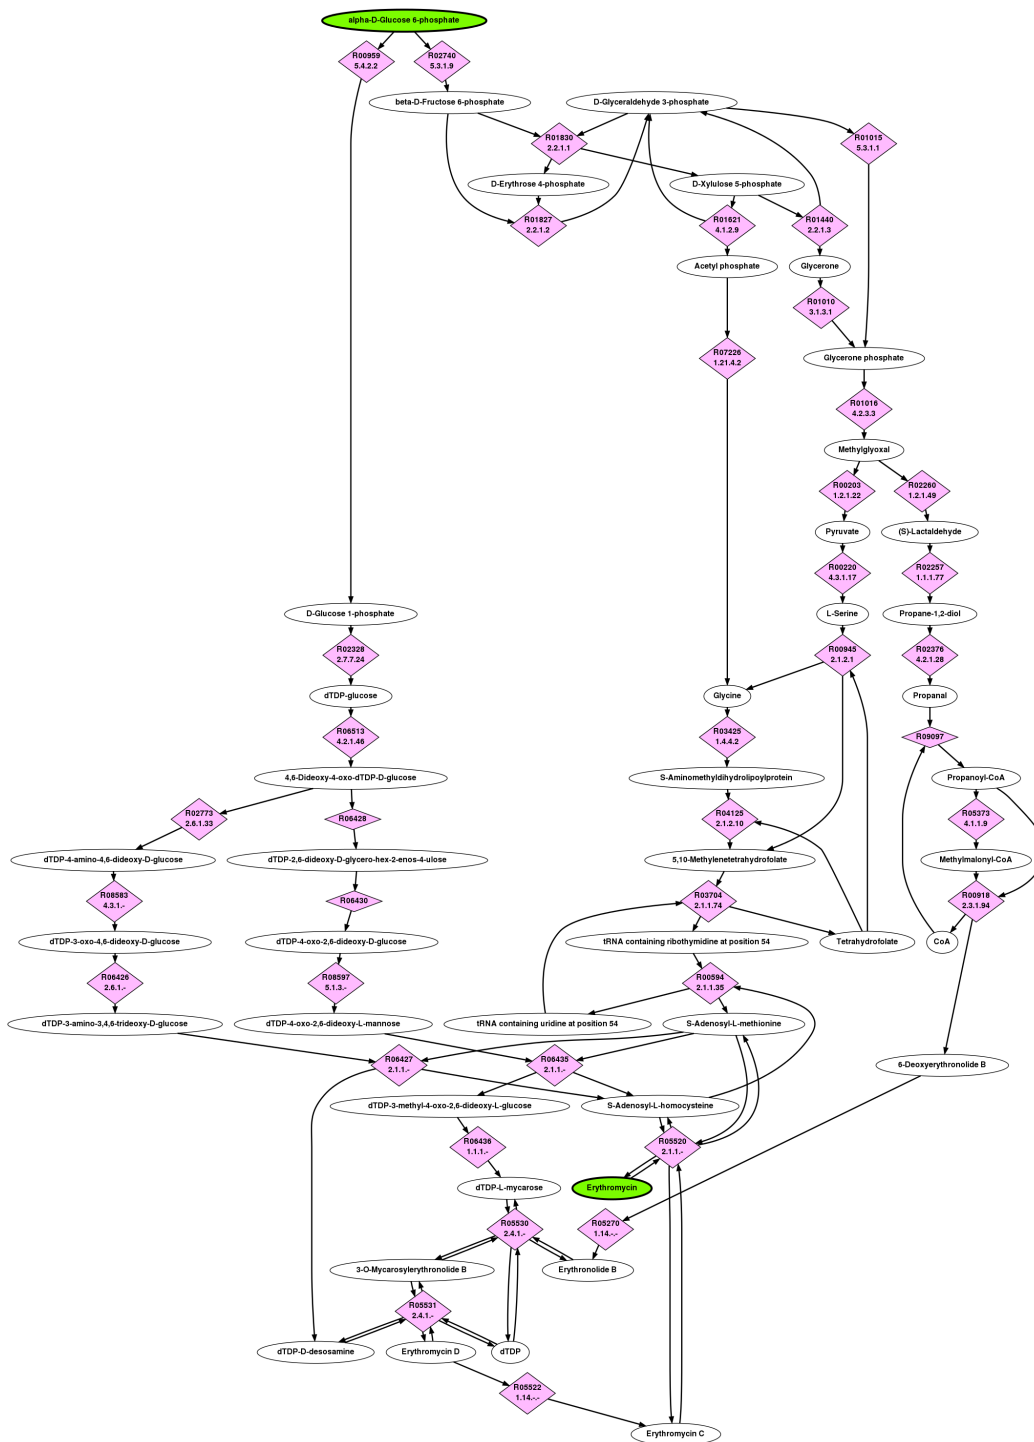 alpha-D-Glucose 6-phosphate
R00959
5.4.2.2
R02740
5.3.1.9
beta-D-Fructose 6-phosphate
D-Glyceraldehyde 3-phosphate
R01830
2.2.1.1
R01015
5.3.1.1
D-Erythrose 4-phosphate
D-Xylulose 5-phosphate
R01827
2.2.1.2
R01621
4.1.2.9
R01440
2.2.1.3
Acetyl phosphate
Glycerone
R01010
3.1.3.1
R07226
1.21.4.2
Glycerone phosphate
R01016
4.2.3.3
Methylglyoxal
R00203
1.2.1.22
R02260
1.2.1.49
Pyruvate
(S)-Lactaldehyde
R00220
4.3.1.17
R02257
1.1.1.77
D-Glucose 1-phosphate
L-Serine
Propane-1,2-diol
R02328
2.7.7.24
R00945
2.1.2.1
R02376
4.2.1.28
dTDP-glucose
Glycine
Propanal
R06513
4.2.1.46
R03425
1.4.4.2
R09097
4,6-Dideoxy-4-oxo-dTDP-D-glucose
S-Aminomethyldihydrolipoylprotein
Propanoyl-CoA
R02773
2.6.1.33
R06428
R04125
2.1.2.10
R05373
4.1.1.9
dTDP-4-amino-4,6-dideoxy-D-glucose
dTDP-2,6-dideoxy-D-glycero-hex-2-enos-4-ulose
5,10-Methylenetetrahydrofolate
Methylmalonyl-CoA
R08583
4.3.1.-
R06430
R03704
2.1.1.74
R00918
2.3.1.94
dTDP-3-oxo-4,6-dideoxy-D-glucose
dTDP-4-oxo-2,6-dideoxy-D-glucose
tRNA containing ribothymidine at position 54
Tetrahydrofolate
CoA
R06426
2.6.1.-
R08597
5.1.3.-
R00594
2.1.1.35
dTDP-3-amino-3,4,6-trideoxy-D-glucose
dTDP-4-oxo-2,6-dideoxy-L-mannose
tRNA containing uridine at position 54
S-Adenosyl-L-methionine
R06427
2.1.1.-
R06435
2.1.1.-
6-Deoxyerythronolide B
dTDP-3-methyl-4-oxo-2,6-dideoxy-L-glucose
S-Adenosyl-L-homocysteine
R06436
1.1.1.-
R05520
2.1.1.-
dTDP-L-mycarose
Erythromycin
R05530
2.4.1.-
R05270
1.14.-.-
3-O-Mycarosylerythronolide B
Erythronolide B
R05531
2.4.1.-
dTDP-D-desosamine
Erythromycin D
dTDP
R05522
1.14.-.-
Erythromycin C